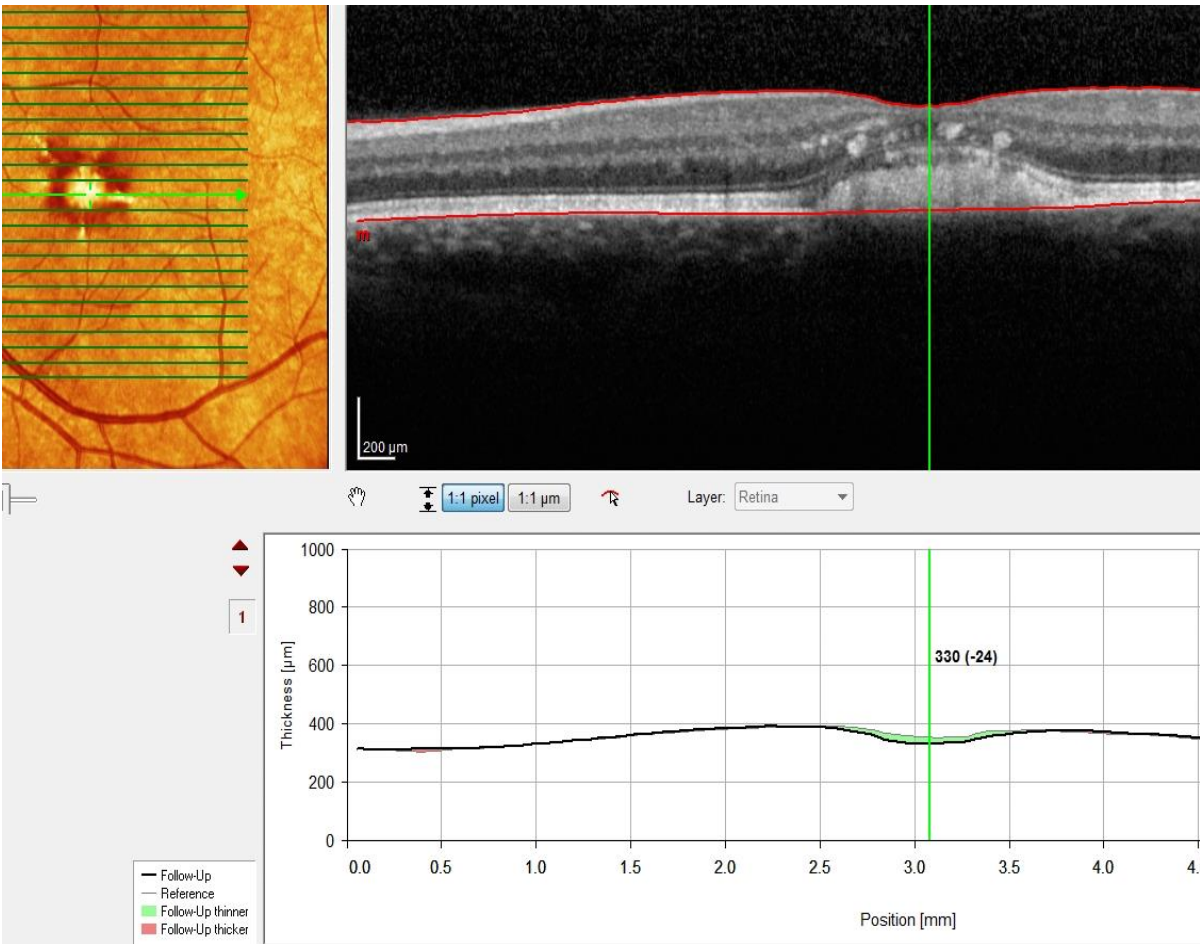 m
200 µm
1:1 pixel
1:1 µm
Layer:
Retina
1
1000
800
600
400
200
0
Thickness [µm]
330 (-24)
0.0 0.5 1.0 1.5 2.0 2.5 3.0 3.5 4.0 4.
Position [mm]
Follow-Up
Reference
Follow-Up thinner
Follow-Up thicker